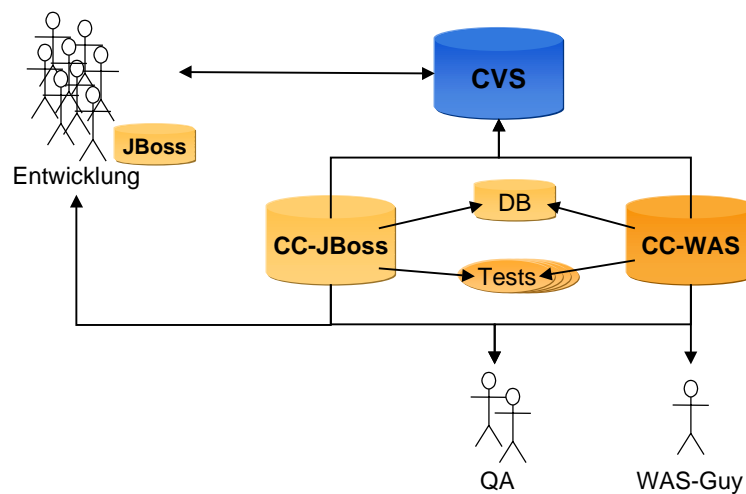 CVS
JBoss
Entwicklung
DB
CC-JBoss
CC-WAS
Tests
QA
WAS-Guy